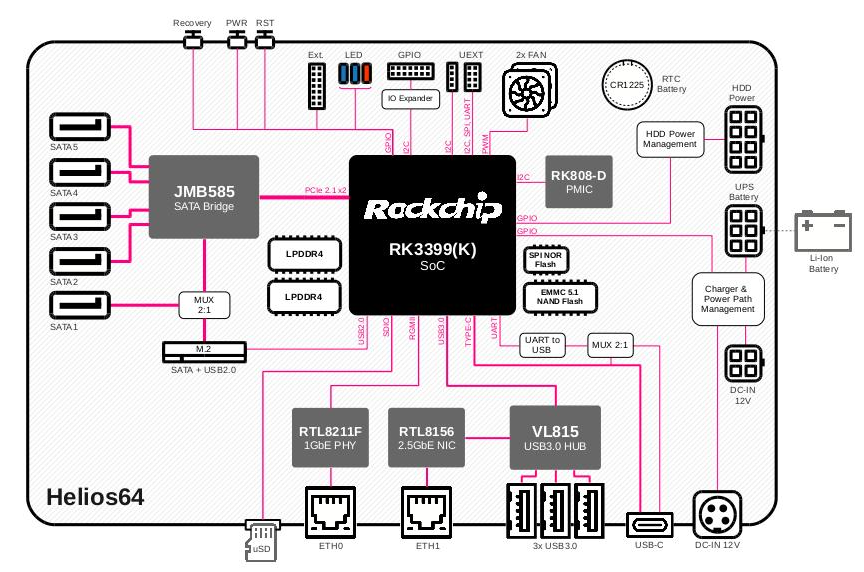 Recovery
PWR
RST
Ext.
LED
GPIO
UEXT
2x FAN
IO Expander
CR1225
RTC
Battery
HDD
Power
HDD Power
Management
SATA5
SATA4
SATA3
SATA2
SATA1
JMB585
SATA Bridge
PCIe 2.1 x2
GPIO
I2C
I2C
I2C, SPI, UART
PWM
Rockchip
RK3399(K)
SoC
I2C
RK808-D
PMIC
GPIO
GPIO
UPS
Battery
Li-Ion
Battery
LPDDR4
LPDDR4
SPI NOR
Flash
EMMC 5.1
NAND Flash
Charger &
Power Path
Management
MUX
2:1
M.2
SATA + USB2.0
USB2.0
SDIO
RGMII
USB3.0
TYPE-C
UART
UART to
USB
MUX 2:1
DC-IN
12V
RTL8211F
1GbE PHY
RTL8156
2.5GbE NIC
VL815
USB3.0 HUB
Helios64
uSD
ETH0
ETH1
3x USB3.0
USB-C
DC-IN 12V